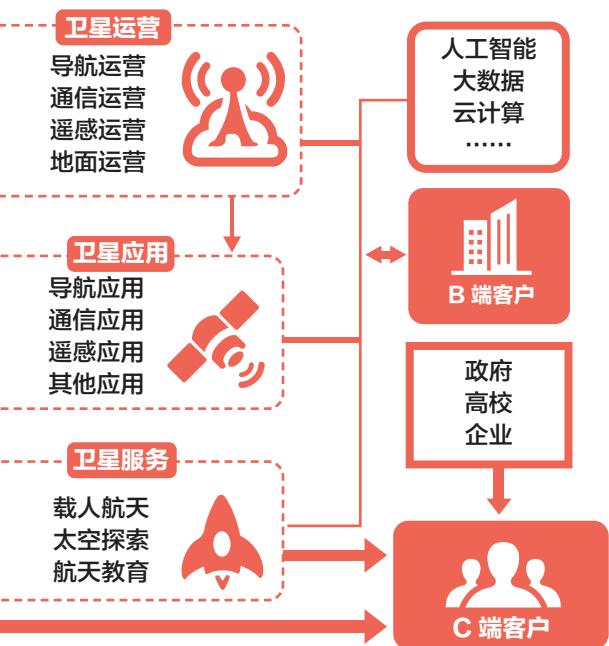 卫星运营
导航运营
通信运营
遥感运营
地面运营
人工智能
大数据
云计算
……
B 端客户
卫星应用
导航应用
通信应用
遥感应用
其他应用
政府
高校
企业
卫星服务
载人航天
太空探索
航天教育
C 端客户